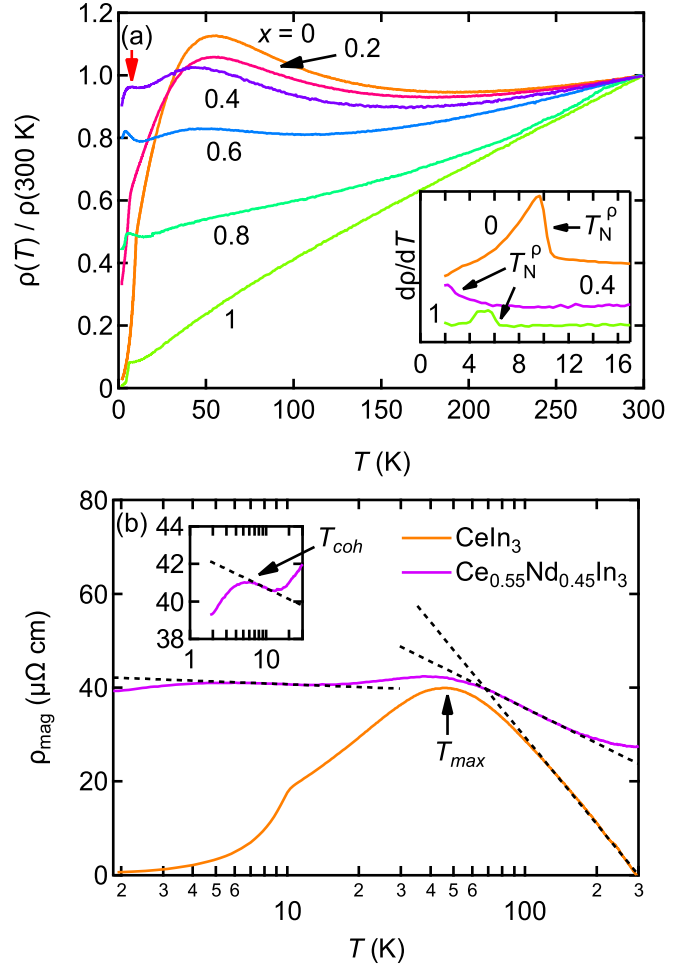 (a)
x = 0
0.2
0.4
0.6
0.8
1
1.2
1.0
0.8
0.6
0.4
0.2
0
ρ(T) / ρ(300 K)
0 50 100 150 200 250 300
T (K)
dρ/dT
0
T_N^ρ
T_N^ρ
0.4
1
0 4 8 12 16
(b)
80
60
40
20
0
ρ_mag (μΩ cm)
44
42
40
38
1 10
T_coh
CeIn₃
Ce₀.₅₅Nd₀.₄₅In₃
T_max
2 3 4 5 6 2 3 4 5 6 2 3
10 100
T (K)